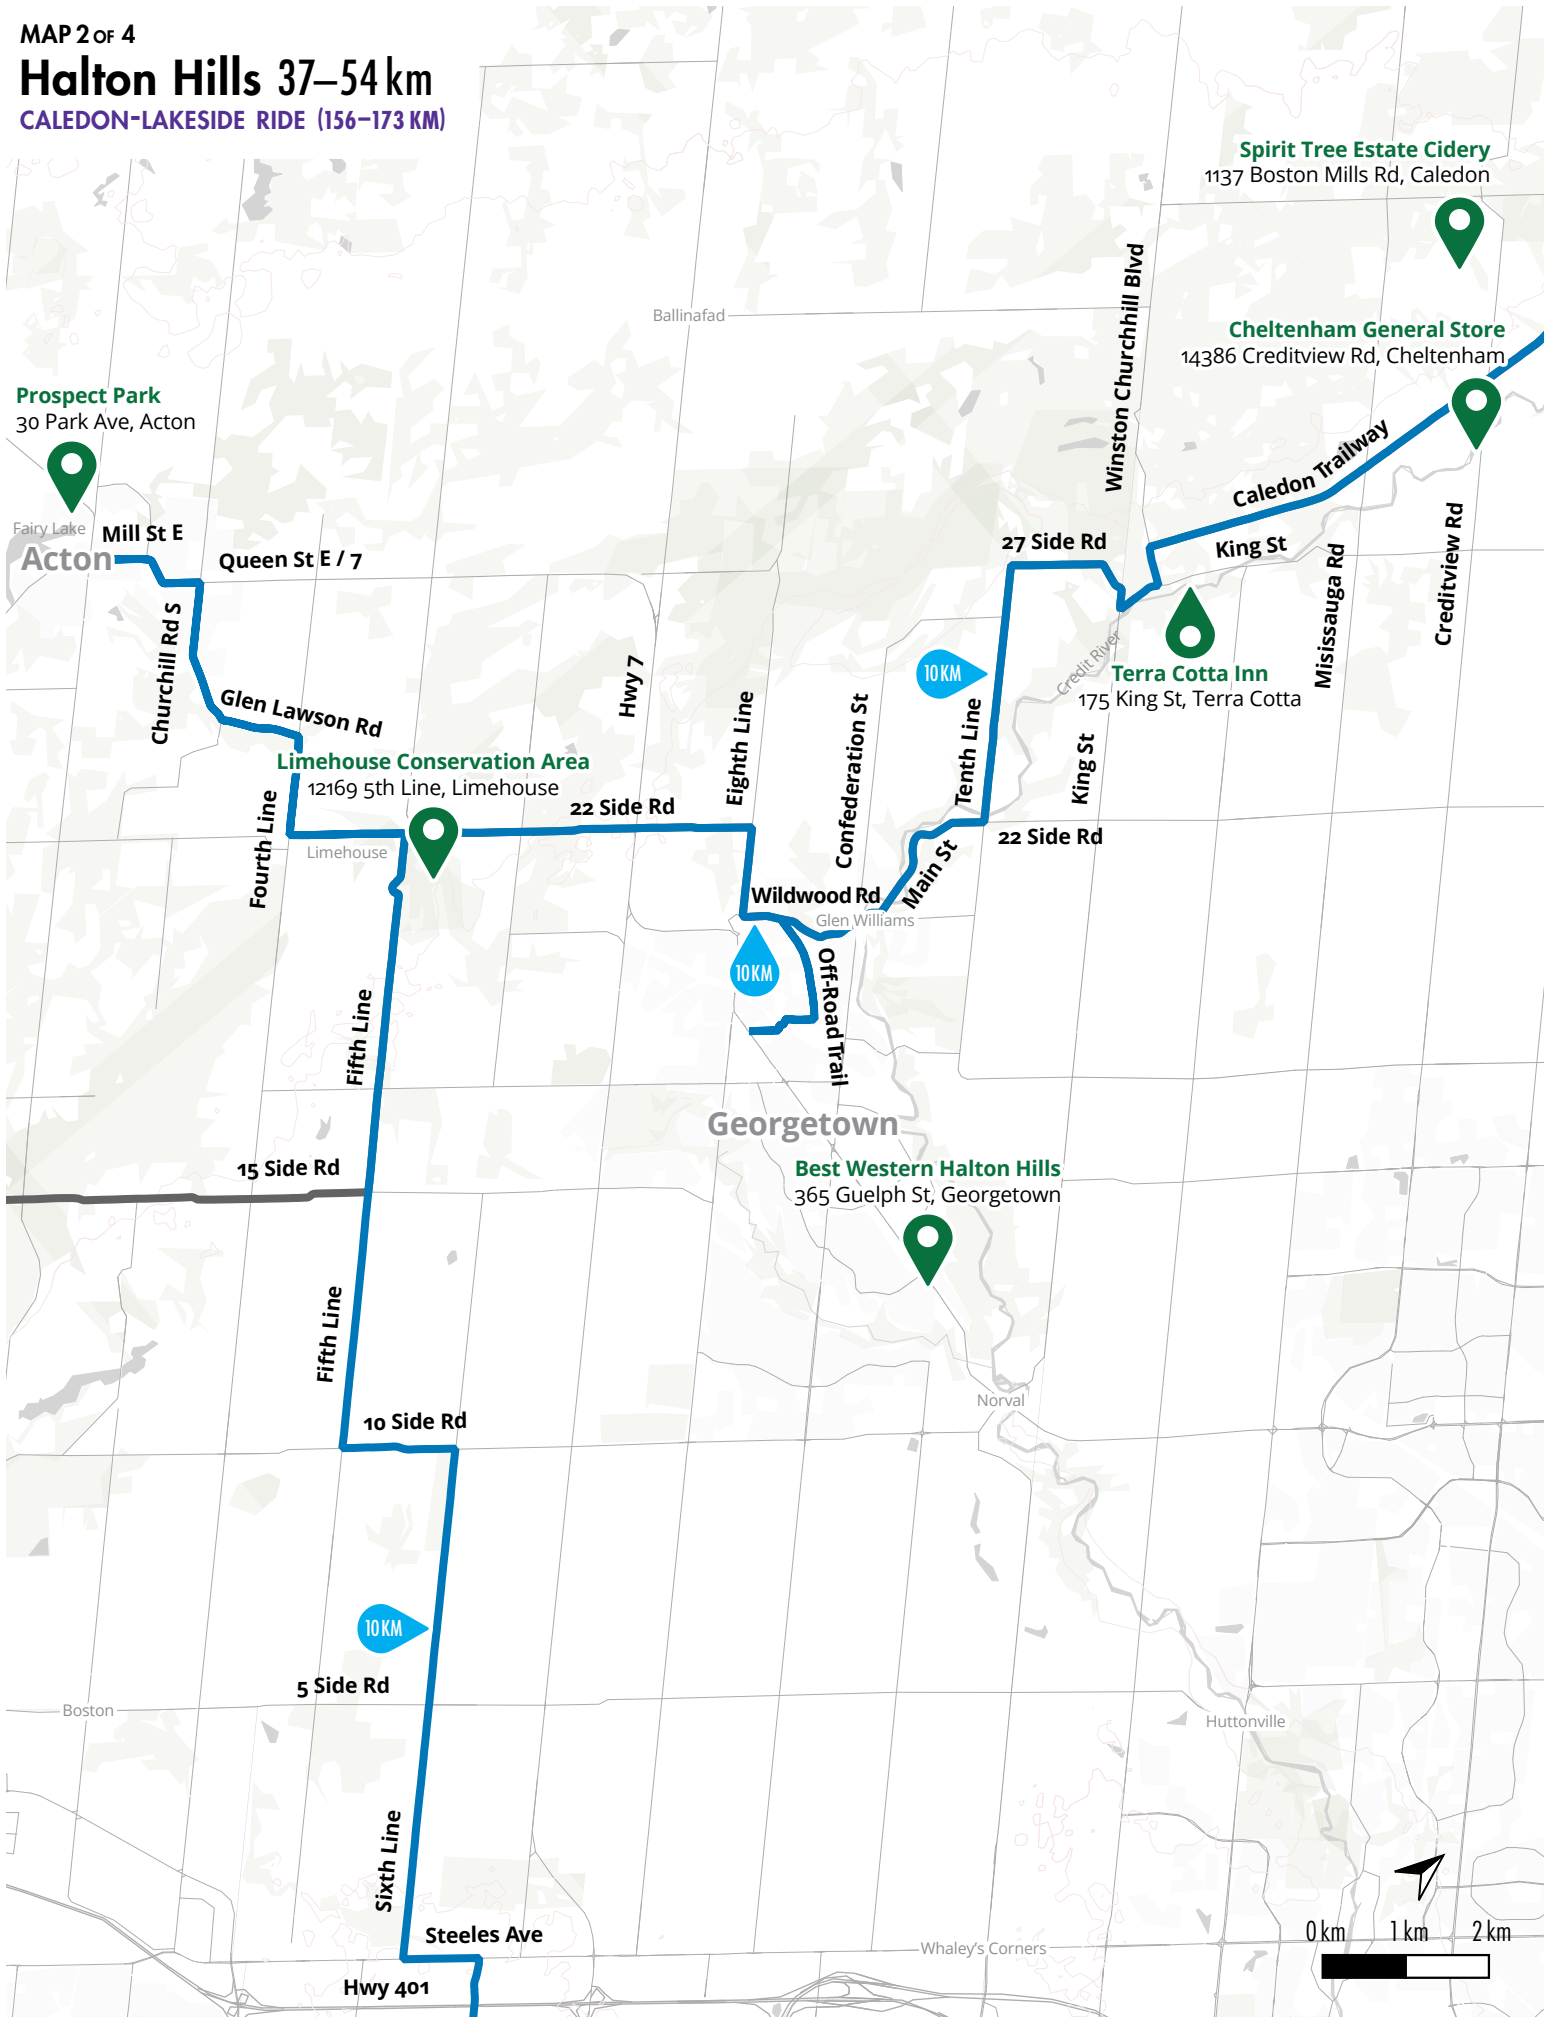 MAP 2 OF 4
Halton Hills 37–54 km
CALEDON-LAKESIDE RIDE (156–173 KM)
Spirit Tree Estate Cidery
1137 Boston Mills Rd, Caledon
Winston Churchhill Blvd
Ballinafad
Cheltenham General Store
14386 Creditview Rd, Cheltenham
Prospect Park
30 Park Ave, Acton
Caledon Trailway
Fairy Lake
Mill St E
Acton
Queen St E / 7
27 Side Rd
King St
Misissauga Rd
Creditview Rd
Churchill Rd S
Hwy 7
Credit River
10 KM
Terra Cotta Inn
175 King St, Terra Cotta
Glen Lawson Rd
Eighth Line
Confederation St
Tenth Line
King St
Limehouse Conservation Area
12169 5th Line, Limehouse
22 Side Rd
Fourth Line
Limehouse
22 Side Rd
Main St
Wildwood Rd
Glen Williams
10 KM
Off-Road Trail
Fifth Line
Georgetown
15 Side Rd
Best Western Halton Hills
365 Guelph St, Georgetown
Fifth Line
Norval
10 Side Rd
10 KM
5 Side Rd
Boston
Huttonville
Sixth Line
Steeles Ave
Whaley's Corners
0 km 1 km 2 km
Hwy 401